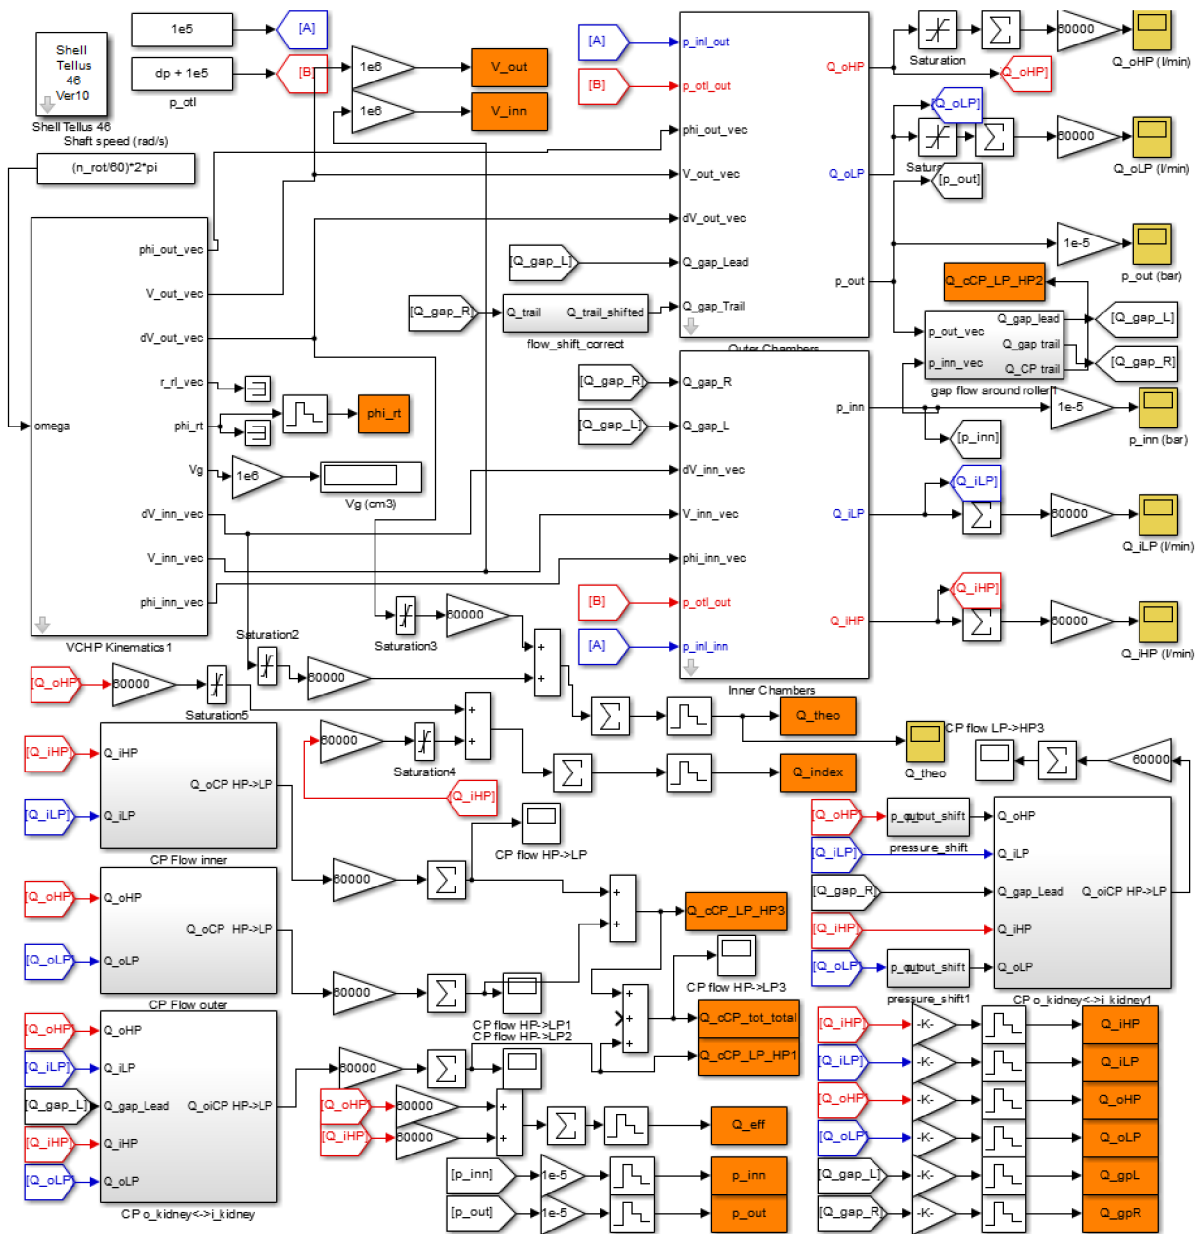 Shell
Tellus
46
Ver10
Shell Tellus 46
1e5
[A]
dp + 1e5
[B]
p_otl
Shaft speed (rad/s)
(n_rot/60)*2*pi
1e6
V_out
1e6
V_inn
[A]
[B]
p_inl_out
p_otl_out
phi_out_vec
V_out_vec
dV_out_vec
Q_gap_Lead
Q_gap_Trail
Q_oHP
Q_oLP
p_out
Outer Chambers
Saturation
60000
Q_oHP (l/min)
[Q_oHP]
[Q_oLP]
60000
Q_oLP (l/min)
[p_out]
1e-5
p_out (bar)
Q_cCP_LP_HP2
p_out_vec
p_inn_vec
Q_gap_lead
Q_gap trail
Q_CP trail
[Q_gap_L]
[Q_gap_R]
gap flow around roller1
1e-5
p_inn (bar)
[p_inn]
[Q_iLP]
60000
Q_iLP (l/min)
[Q_iHP]
60000
Q_iHP (l/min)
[Q_gap_L]
[Q_gap_R]
Q_trail
Q_trail_shifted
flow_shift_correct
omega
phi_out_vec
V_out_vec
dV_out_vec
r_rl_vec
phi_rt
Vg
dV_inn_vec
V_inn_vec
phi_inn_vec
VCHP Kinematics1
phi_rt
1e6
Vg (cm3)
[Q_gap_R]
[Q_gap_L]
[B]
[A]
Q_gap_R
Q_gap_L
dV_inn_vec
V_inn_vec
phi_inn_vec
p_otl_out
p_inl_inn
p_inn
Q_iLP
Q_iHP
Inner Chambers
Saturation2
Saturation3
60000
60000
[Q_oHP]
60000
Saturation5
60000
Saturation4
[Q_iHP]
Q_theo
Q_index
Q_theo
CP flow LP->HP3
60000
[Q_iHP]
[Q_iLP]
Q_iHP
Q_iLP
Q_oCP HP->LP
CP Flow inner
60000
CP flow HP->LP
[Q_oHP]
[Q_oLP]
Q_oHP
Q_oLP
Q_oCP HP->LP
CP Flow outer
60000
CP flow HP->LP1
Q_cCP_LP_HP3
CP flow HP->LP3
Q_cCP_tot_total
Q_cCP_LP_HP1
[Q_oHP]
[Q_iLP]
[Q_gap_L]
[Q_iHP]
[Q_oLP]
Q_oHP
Q_iLP
Q_gap_Lead
Q_iHP
Q_oLP
Q_oiCP HP->LP
CP o_kidney<->i_kidney
60000
CP flow HP->LP2
[Q_oHP]
[Q_iHP]
60000
60000
Q_eff
[p_inn]
1e-5
p_inn
[p_out]
1e-5
p_out
[Q_oHP]
[Q_iLP]
[Q_gap_R]
[Q_iHP]
[Q_oLP]
pressure_shift
pressure_shift1
Q_oHP
Q_iLP
Q_gap_Lead
Q_iHP
Q_oLP
Q_oiCP HP->LP
CP o_kidney<->i_kidney1
[Q_iHP]
-K-
Q_iHP
[Q_iLP]
-K-
Q_iLP
[Q_oHP]
-K-
Q_oHP
[Q_oLP]
-K-
Q_oLP
[Q_gap_L]
-K-
Q_gpL
[Q_gap_R]
-K-
Q_gpR